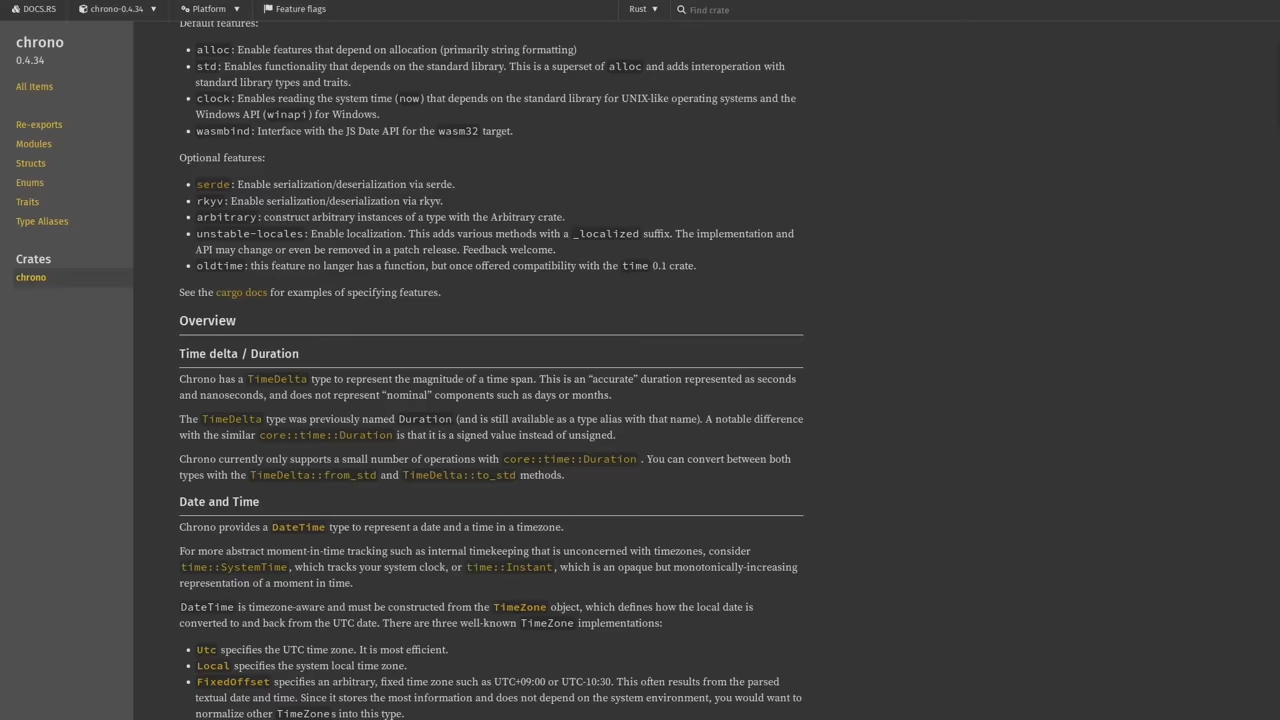 DOCS.RS
chrono-0.4.34
Platform
Feature flags
Rust
Find crate
chrono
0.4.34
All Items
Re-exports
Modules
Structs
Enums
Traits
Type Aliases
Crates
chrono
Default features:
alloc: Enable features that depend on allocation (primarily string formatting)
std: Enables functionality that depends on the standard library. This is a superset of alloc and adds interoperation with
standard library types and traits.
clock: Enables reading the system time (now) that depends on the standard library for UNIX-like operating systems and the
Windows API (winapi) for Windows.
wasmbind: Interface with the JS Date API for the wasm32 target.
Optional features:
serde: Enable serialization/deserialization via serde.
rkyv: Enable serialization/deserialization via rkyv.
arbitrary: construct arbitrary instances of a type with the Arbitrary crate.
unstable-locales: Enable localization. This adds various methods with a _localized suffix. The implementation and
API may change or even be removed in a patch release. Feedback welcome.
oldtime: this feature no langer has a function, but once offered compatibility with the time 0.1 crate.
See the cargo docs for examples of specifying features.
Overview
Time delta / Duration
Chrono has a TimeDelta type to represent the magnitude of a time span. This is an “accurate” duration represented as seconds
and nanoseconds, and does not represent “nominal” components such as days or months.
The TimeDelta type was previously named Duration (and is still available as a type alias with that name). A notable difference
with the similar core::time::Duration is that it is a signed value instead of unsigned.
Chrono currently only supports a small number of operations with core::time::Duration . You can convert between both
types with the TimeDelta::from_std and TimeDelta::to_std methods.
Date and Time
Chrono provides a DateTime type to represent a date and a time in a timezone.
For more abstract moment-in-time tracking such as internal timekeeping that is unconcerned with timezones, consider
time::SystemTime, which tracks your system clock, or time::Instant, which is an opaque but monotonically-increasing
representation of a moment in time.
DateTime is timezone-aware and must be constructed from the TimeZone object, which defines how the local date is
converted to and back from the UTC date. There are three well-known TimeZone implementations:
Utc specifies the UTC time zone. It is most efficient.
Local specifies the system local time zone.
FixedOffset specifies an arbitrary, fixed time zone such as UTC+09:00 or UTC-10:30. This often results from the parsed
textual date and time. Since it stores the most information and does not depend on the system environment, you would want to
normalize other TimeZones into this type.